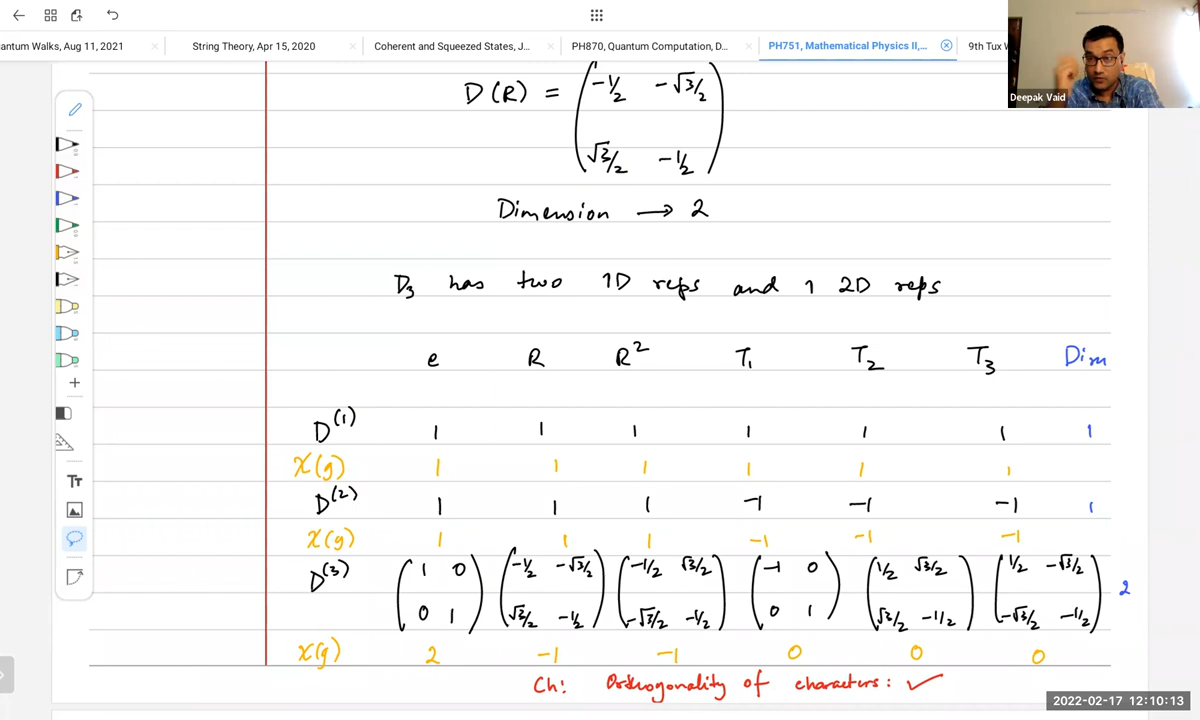 antum Walks, Aug 11, 2021 String Theory, Apr 15, 2020 Coherent and Squeezed States, J... PH870, Quantum Computation, D... PH751, Mathematical Physics II,... 9th Tux W
Deepak Vaid
D(R) = ( -1/2 -√3/2
√3/2 -1/2 )
Dimension → 2
D₃ has two 1D reps and 1 2D reps
e R R² T₁ T₂ T₃ Dim
D⁽¹⁾ 1 1 1 1 1 1 1
χ(g) 1 1 1 1 1 1
D⁽²⁾ 1 1 1 -1 -1 -1 1
χ(g) 1 1 1 -1 -1 -1
D⁽³⁾ ( 1 0 ) ( -1/2 -√3/2 ) ( -1/2 √3/2 ) ( -1 0 ) ( 1/2 √3/2 ) ( 1/2 -√3/2 ) 2
( 0 1 ) ( √3/2 -1/2 ) ( -√3/2 -1/2 ) ( 0 1 ) ( √3/2 -1/2 ) ( -√3/2 -1/2 )
χ(g) 2 -1 -1 0 0 0
Ch: Orthogonality of characters: ✓
Tт
2022-02-17 12:10:13